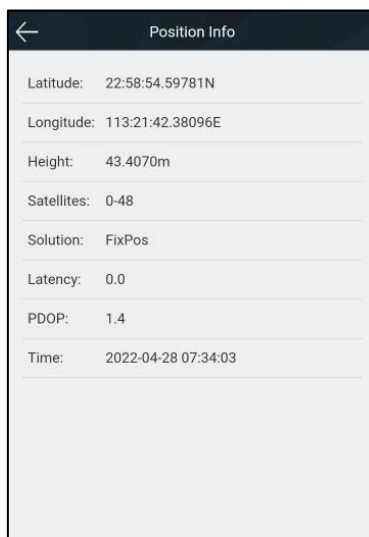 Position Info
Latitude: 22:58:54.59781N
Longitude: 113:21:42.38096E
Height: 43.4070m
Satellites: 0-48
Solution: FixPos
Latency: 0.0
PDOP: 1.4
Time: 2022-04-28 07:34:03